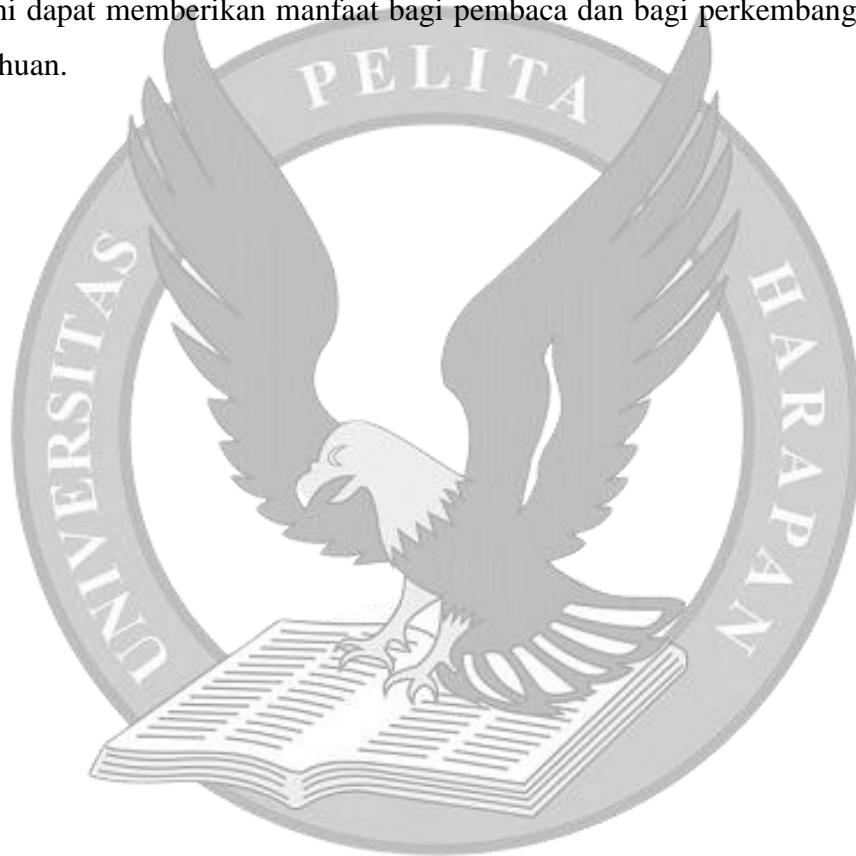 ni dapat memberikan manfaat bagi pembaca dan bagi perkembang
huan.
UNIVERSITAS PELITA HARAPAN